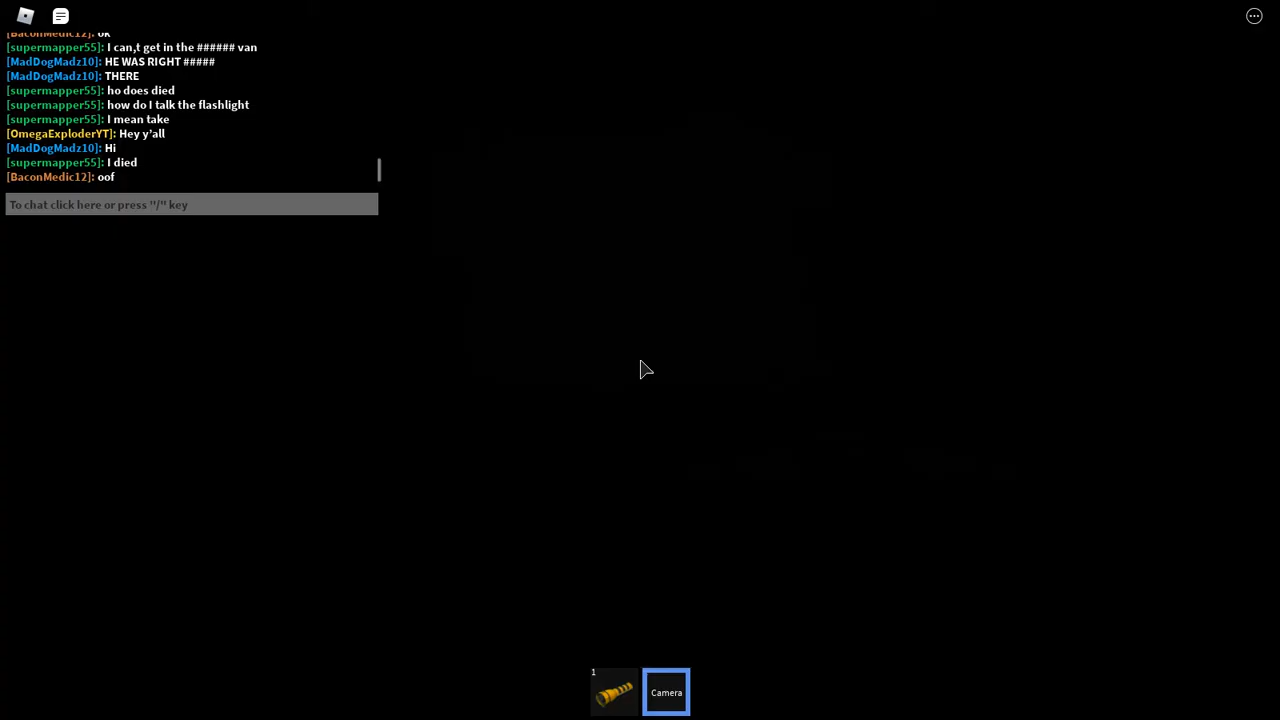 [BaconMedic12]: ok
[supermapper55]: I can,t get in the ###### van
[MadDogMadz10]: HE WAS RIGHT #####
[MadDogMadz10]: THERE
[supermapper55]: ho does died
[supermapper55]: how do I talk the flashlight
[supermapper55]: I mean take
[OmegaExploderYT]: Hey y'all
[MadDogMadz10]: Hi
[supermapper55]: I died
[BaconMedic12]: oof
To chat click here or press "/" key
1
Camera